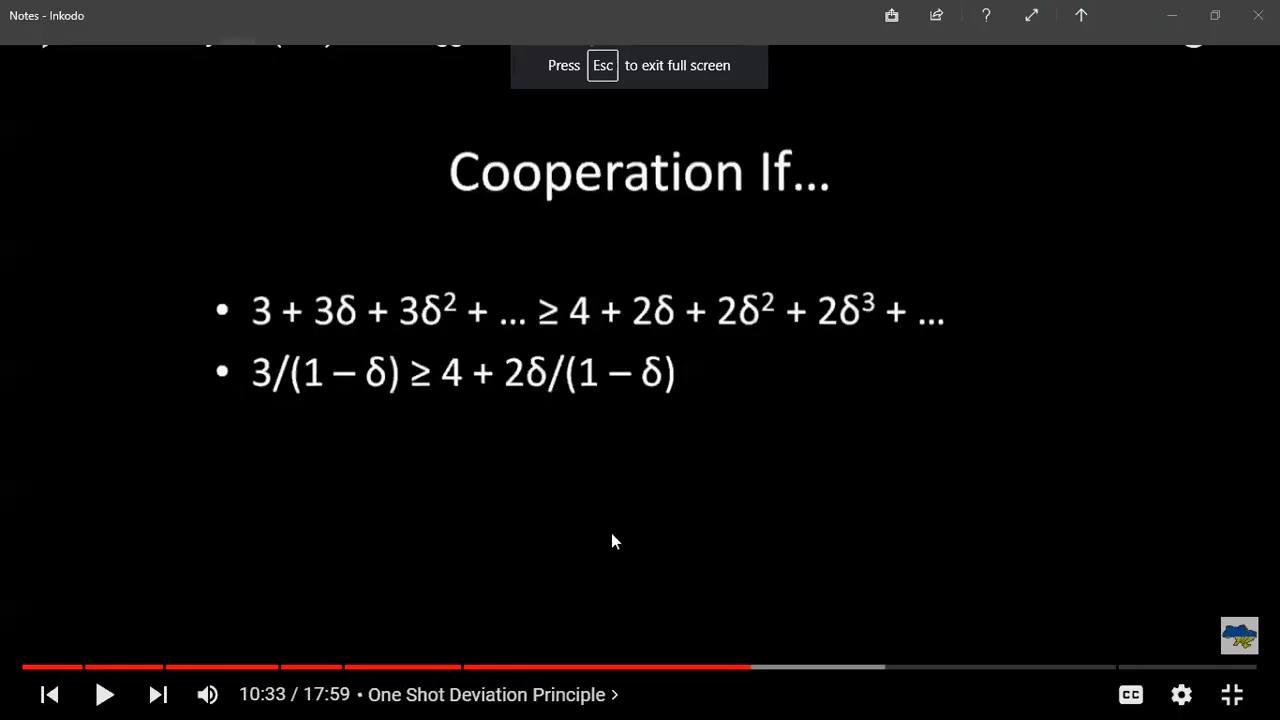 Notes - Inkodo
Press Esc to exit full screen
Cooperation If...
• 3 + 3δ + 3δ² + ... ≥ 4 + 2δ + 2δ² + 2δ³ + ...
• 3/(1 – δ) ≥ 4 + 2δ/(1 – δ)
10:33 / 17:59 • One Shot Deviation Principle ›
CC